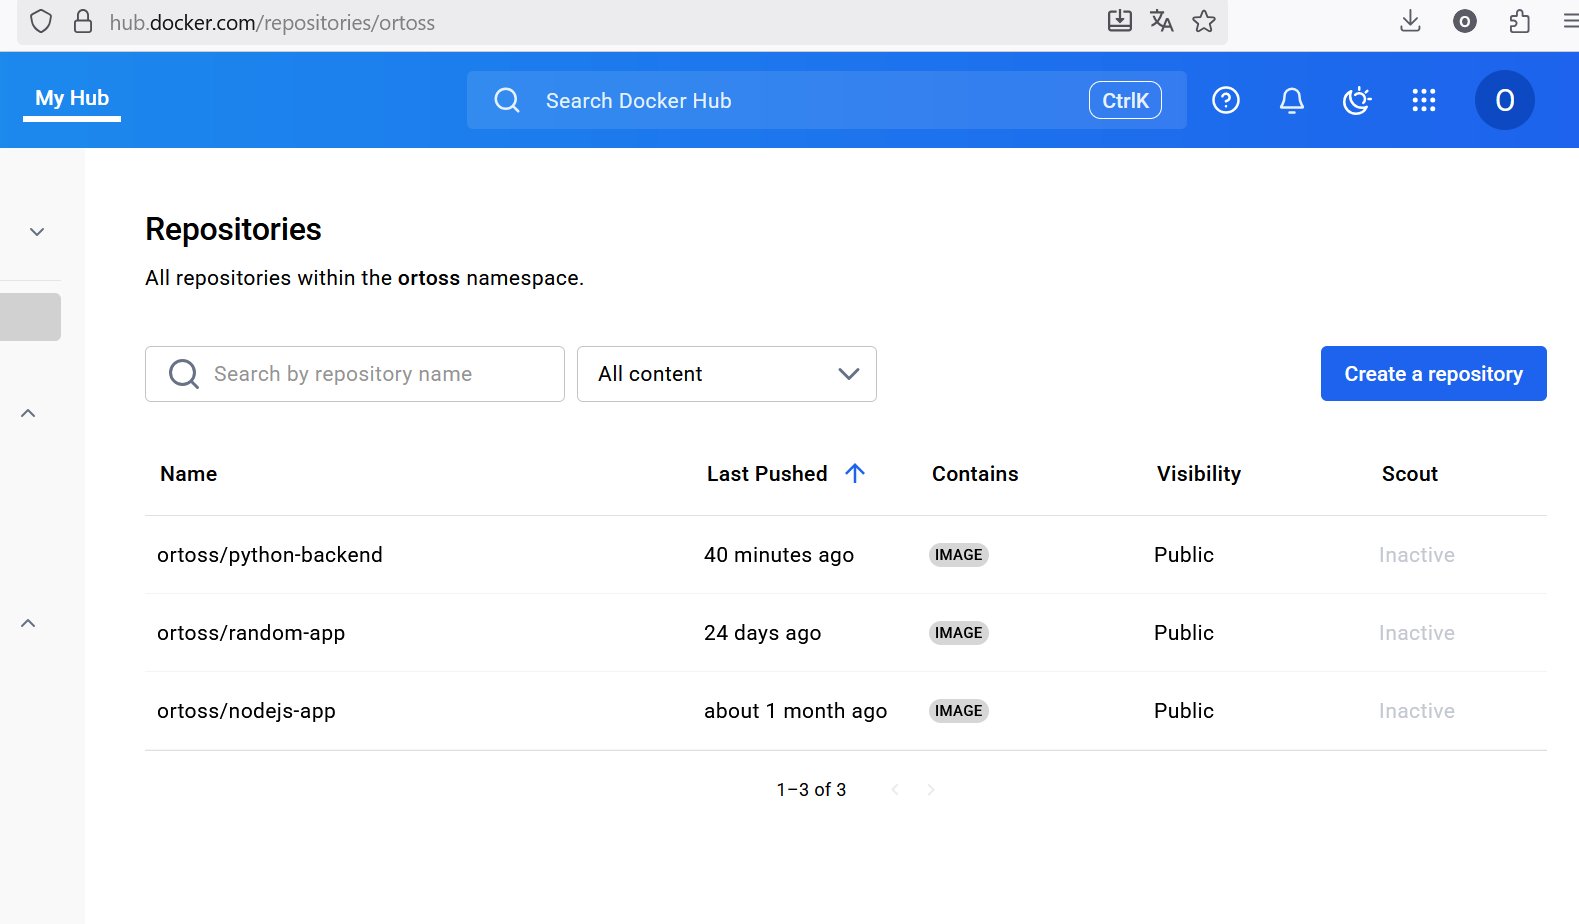 hub.docker.com/repositories/ortoss
O
My Hub
Search Docker Hub
CtrlK
O
Repositories
All repositories within the ortoss namespace.
Search by repository name
All content
Create a repository
Name Last Pushed Contains Visibility Scout
ortoss/python-backend 40 minutes ago IMAGE Public Inactive
ortoss/random-app 24 days ago IMAGE Public Inactive
ortoss/nodejs-app about 1 month ago IMAGE Public Inactive
1–3 of 3